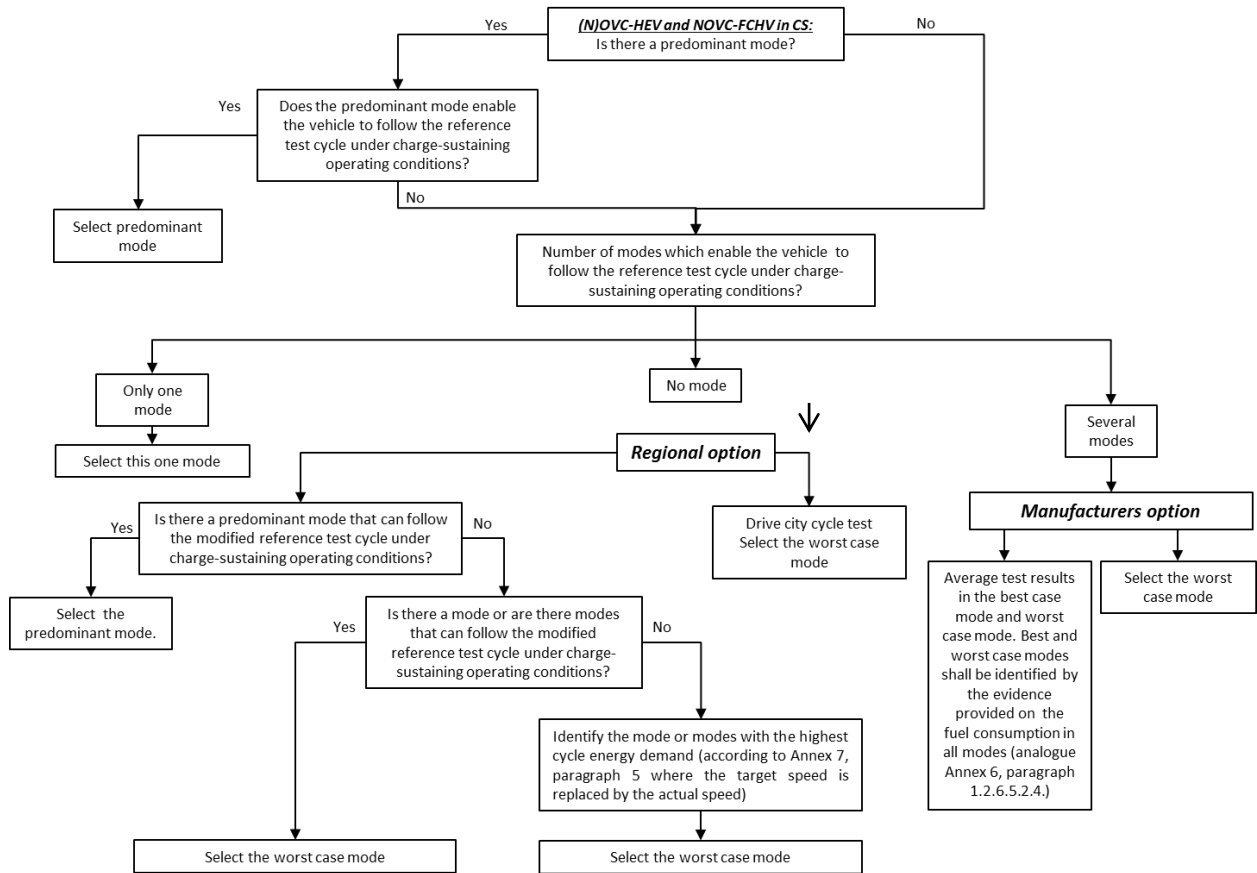 Yes
(N)OVC-HEV and NOVC-FCHV in CS:
Is there a predominant mode?
No
Yes
Does the predominant mode enable
the vehicle to follow the reference
test cycle under charge-sustaining
operating conditions?
No
Select predominant
mode
Number of modes which enable the vehicle to
follow the reference test cycle under charge-
sustaining operating conditions?
Only one
mode
No mode
Several
modes
Select this one mode
Regional option
Manufacturers option
Yes
Is there a predominant mode that can follow
the modified reference test cycle under
charge-sustaining operating conditions?
No
Drive city cycle test
Select the worst case
mode
Average test results
in the best case
mode and worst
case mode. Best and
worst case modes
shall be identified by
the evidence
provided on the
fuel consumption in
all modes (analogue
Annex 6, paragraph
1.2.6.5.2.4.)
Select the worst
case mode
Select the
predominant mode.
Yes
Is there a mode or are there modes
that can follow the modified
reference test cycle under charge-
sustaining operating conditions?
No
Identify the mode or modes with the highest
cycle energy demand (according to Annex 7,
paragraph 5 where the target speed is
replaced by the actual speed)
Select the worst case mode
Select the worst case mode